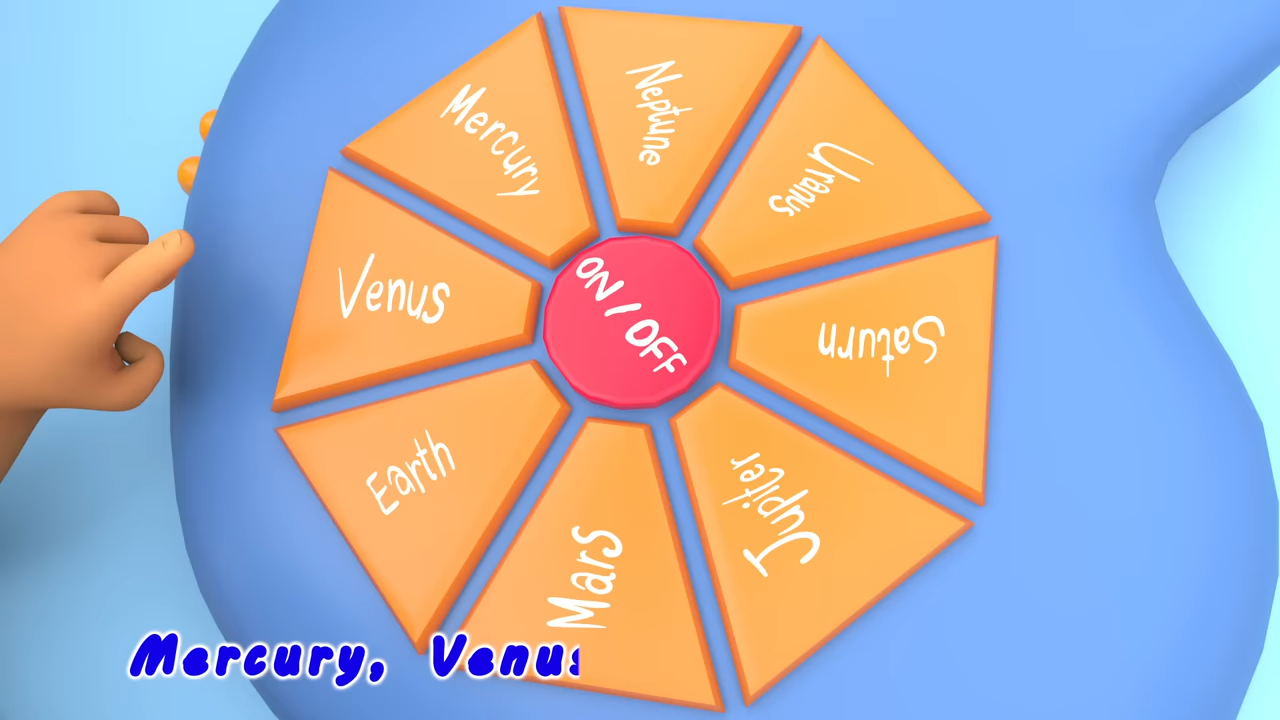 Neptune
Mercury
Uranus
Venus
ON / OFF
Saturn
Earth
Jupiter
Mars
Mercury, Venus